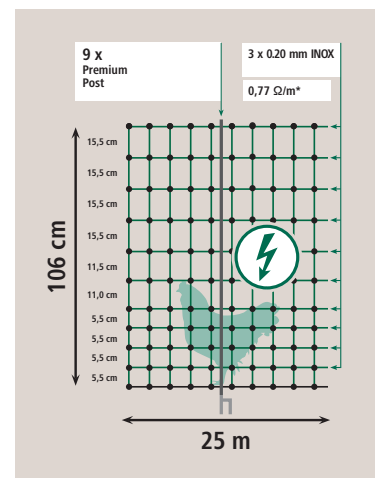 9 x
Premium
Post
3 x 0.20 mm INOX
0,77 Ω/m*
15,5 cm
15,5 cm
15,5 cm
15,5 cm
11,5 cm
11,0 cm
5,5 cm
5,5 cm
5,5 cm
5,5 cm
106 cm
25 m